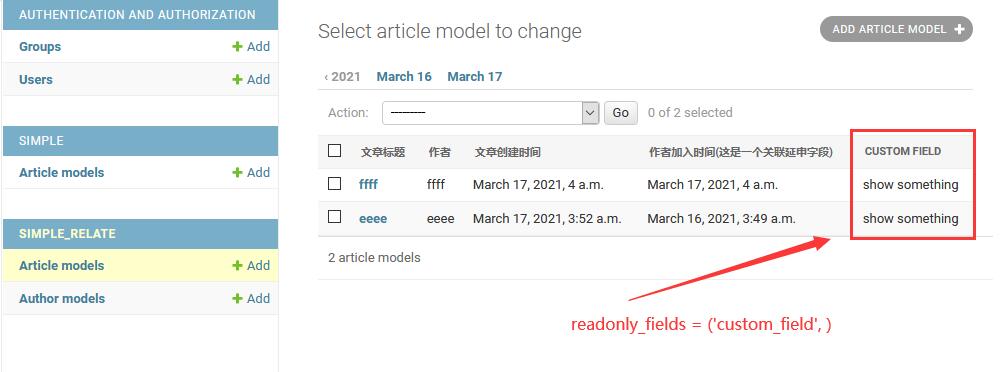 AUTHENTICATION AND AUTHORIZATION
Groups + Add
Users + Add
SIMPLE
Article models + Add
SIMPLE_RELATE
Article models + Add
Author models + Add
Select article model to change
ADD ARTICLE MODEL +
‹ 2021 March 16 March 17
Action: --------- Go 0 of 2 selected
文章标题 作者 文章创建时间 作者加入时间(这是一个关联延申字段) CUSTOM FIELD
ffff ffff March 17, 2021, 4 a.m. March 17, 2021, 4 a.m. show something
eeee eeee March 17, 2021, 3:52 a.m. March 16, 2021, 3:49 a.m. show something
2 article models
readonly_fields = ('custom_field', )